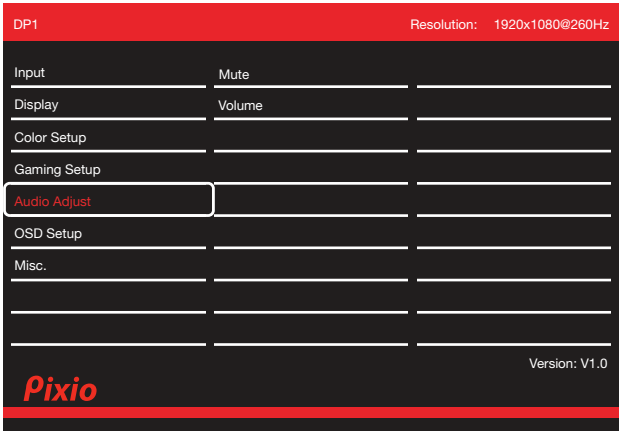 DP1 Resolution: 1920x1080@260Hz
Input Mute
Display Volume
Color Setup
Gaming Setup
Audio Adjust
OSD Setup
Misc.
Version: V1.0
Pixio